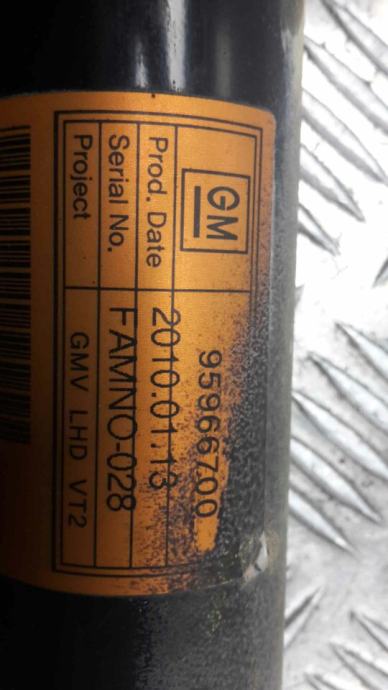 GM 95966700
Prod. Date 2010.01.13
Serial No. FAMNO-028
Project GMV LHD VT2